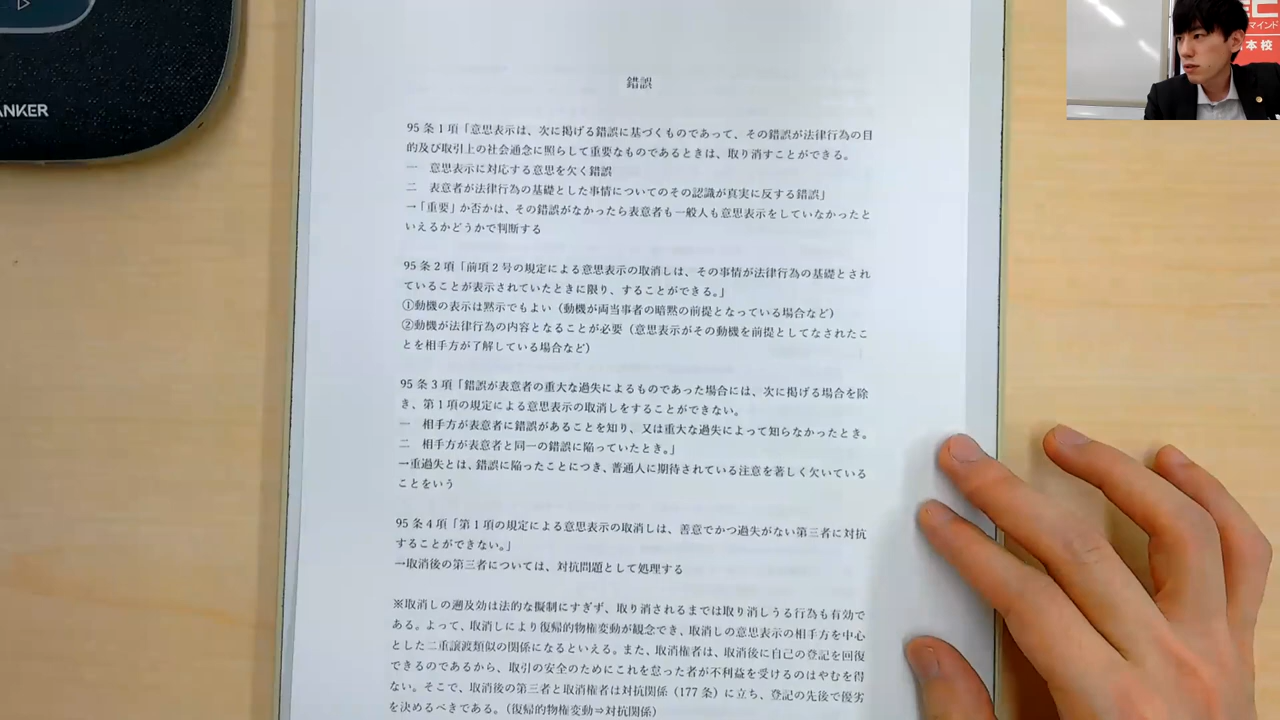 ANKER
マインド
本校
錯誤
95条1項「意思表示は、次に掲げる錯誤に基づくものであって、その錯誤が法律行為の目
的及び取引上の社会通念に照らして重要なものであるときは、取り消すことができる。
一　意思表示に対応する意思を欠く錯誤
二　表意者が法律行為の基礎とした事情についてのその認識が真実に反する錯誤」
→「重要」か否かは、その錯誤がなかったら表意者も一般人も意思表示をしていなかったと
いえるかどうかで判断する
95条2項「前項2号の規定による意思表示の取消しは、その事情が法律行為の基礎とされ
ていることが表示されていたときに限り、することができる。」
①動機の表示は黙示でもよい（動機が両当事者の暗黙の前提となっている場合など）
②動機が法律行為の内容となることが必要（意思表示がその動機を前提としてなされたこ
とを相手方が了解している場合など）
95条3項「錯誤が表意者の重大な過失によるものであった場合には、次に掲げる場合を除
き、第1項の規定による意思表示の取消しをすることができない。
一　相手方が表意者に錯誤があることを知り、又は重大な過失によって知らなかったとき。
二　相手方が表意者と同一の錯誤に陥っていたとき。」
→重過失とは、錯誤に陥ったことにつき、普通人に期待されている注意を著しく欠いている
ことをいう
95条4項「第1項の規定による意思表示の取消しは、善意でかつ過失がない第三者に対抗
することができない。」
→取消後の第三者については、対抗問題として処理する
※取消しの遡及効は法的な擬制にすぎず、取り消されるまでは取り消しうる行為も有効で
ある。よって、取消しにより復帰的物権変動が観念でき、取消しの意思表示の相手方を中心
とした二重譲渡類似の関係になるといえる。また、取消権者は、取消後に自己の登記を回復
できるのであるから、取引の安全のためにこれを怠った者が不利益を受けるのはやむを得
ない。そこで、取消後の第三者と取消権者は対抗関係（177条）に立ち、登記の先後で優劣
を決めるべきである。（復帰的物権変動⇒対抗関係）